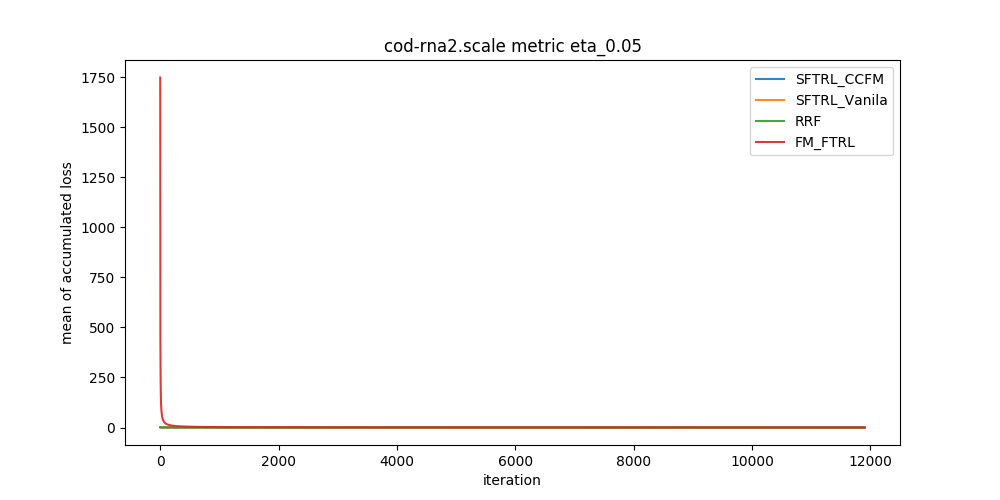 cod-rna2.scale metric eta_0.05
SFTRL_CCFM
SFTRL_Vanila
RRF
FM_FTRL
mean of accumulated loss
1750
1500
1250
1000
750
500
250
0
0 2000 4000 6000 8000 10000 12000
iteration